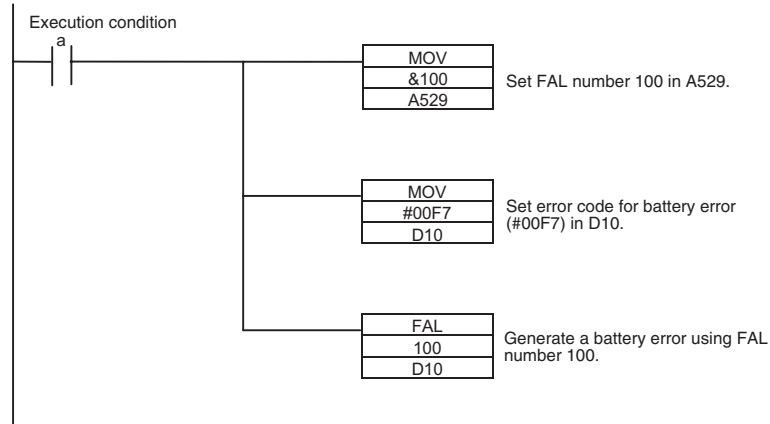 Execution condition
a
MOV
&100
A529
Set FAL number 100 in A529.
MOV
#00F7
D10
Set error code for battery error
(#00F7) in D10.
FAL
100
D10
Generate a battery error using FAL
number 100.